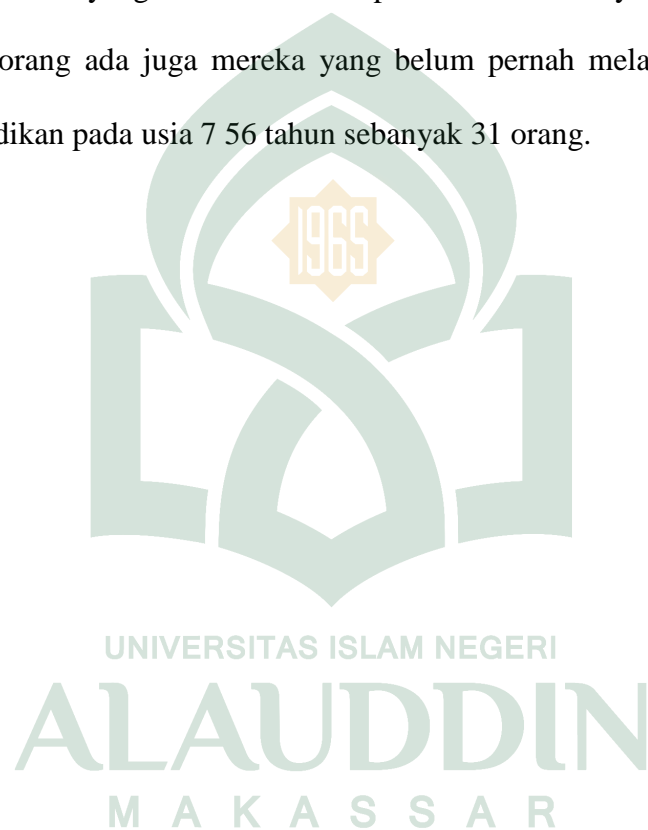 orang ada juga mereka yang belum pernah mela
dikan pada usia 7 56 tahun sebanyak 31 orang.
1965
UNIVERSITAS ISLAM NEGERI
ALAUDDIN
MAKASSAR